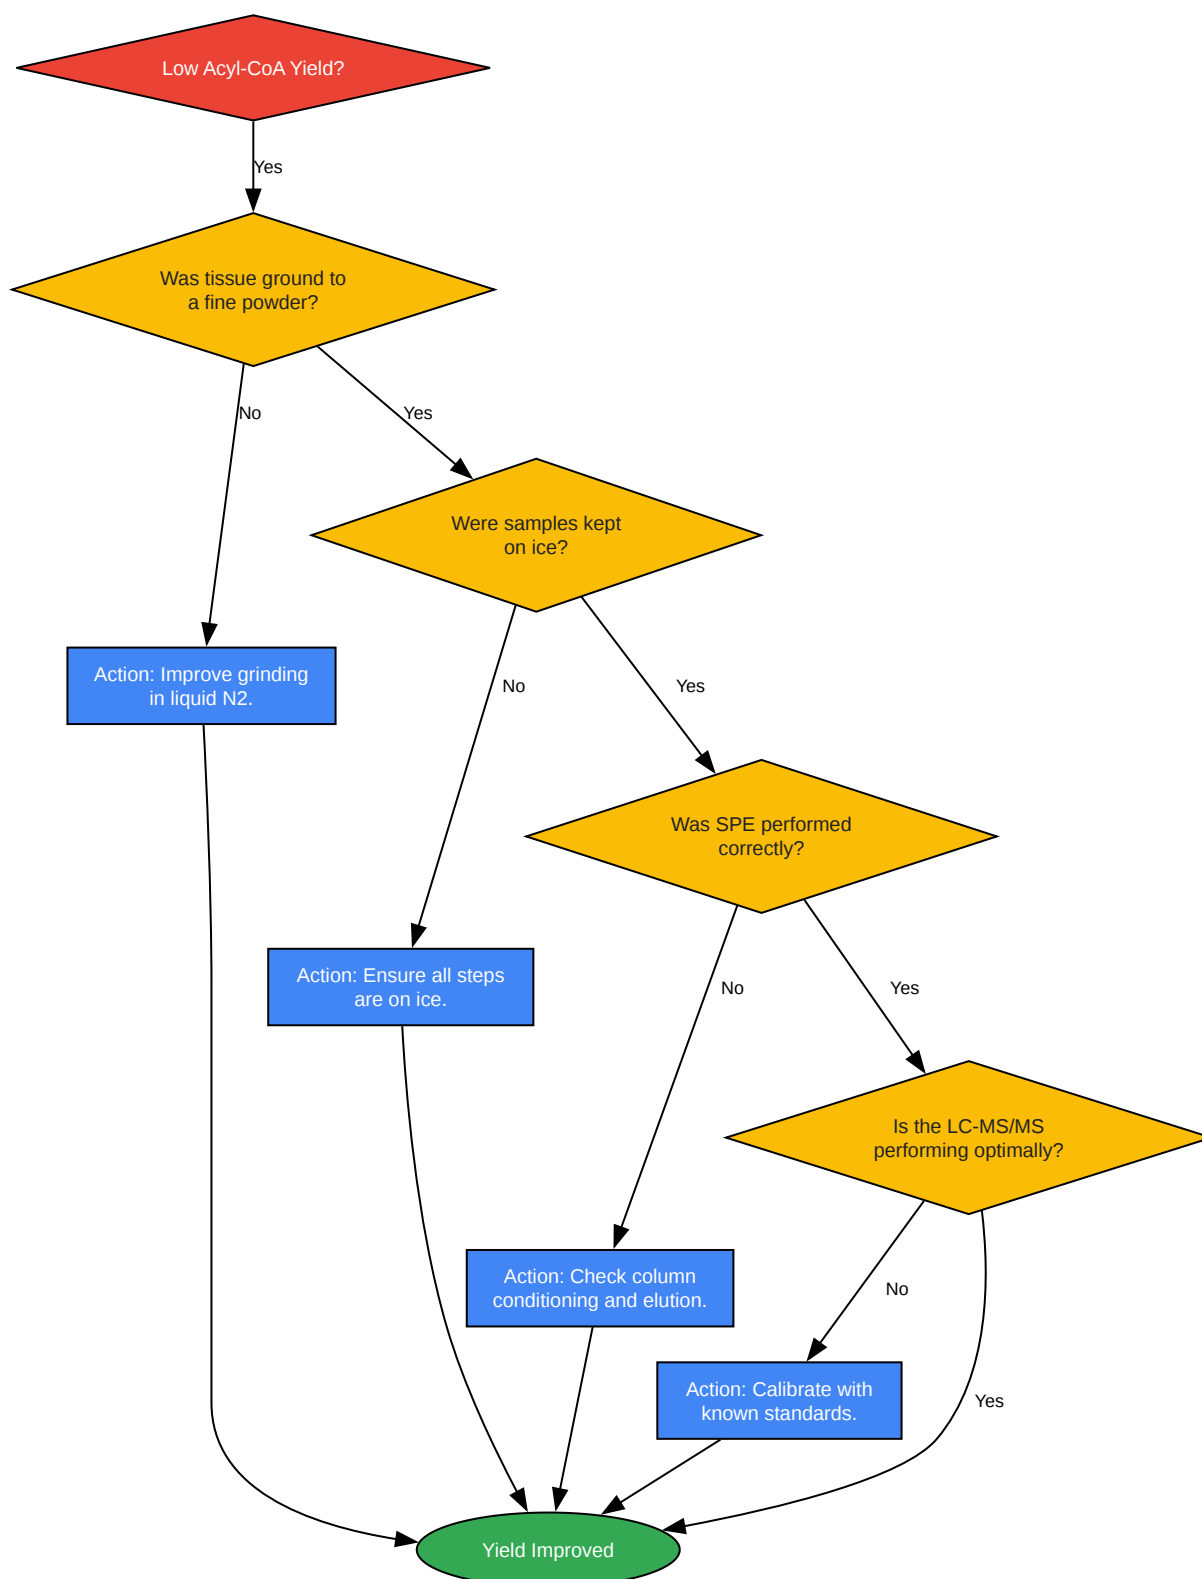 Low Acyl-CoA Yield?
Yes
Was tissue ground to
a fine powder?
No
Yes
Were samples kept
on ice?
Action: Improve grinding
in liquid N2.
No
Yes
Was SPE performed
correctly?
Action: Ensure all steps
are on ice.
No
Yes
Is the LC-MS/MS
performing optimally?
Action: Check column
conditioning and elution.
No
Action: Calibrate with
known standards.
Yes
Yield Improved